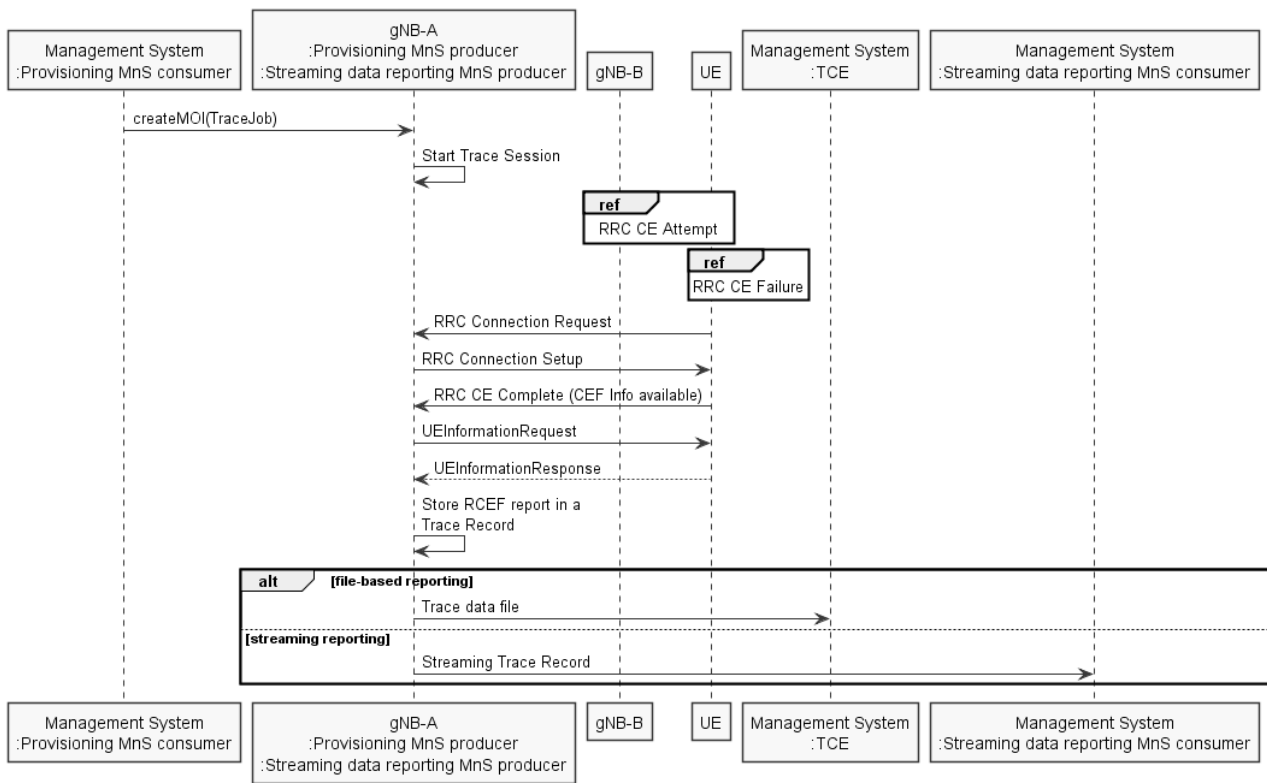 Management System
:Provisioning MnS consumer
gNB-A
:Provisioning MnS producer
:Streaming data reporting MnS producer
gNB-B
UE
Management System
:TCE
Management System
:Streaming data reporting MnS consumer
createMOI(TraceJob)
Start Trace Session
ref
RRC CE Attempt
ref
RRC CE Failure
RRC Connection Request
RRC Connection Setup
RRC CE Complete (CEF Info available)
UEInformationRequest
UEInformationResponse
Store RCEF report in a
Trace Record
alt [file-based reporting]
Trace data file
[streaming reporting]
Streaming Trace Record
Management System
:Provisioning MnS consumer
gNB-A
:Provisioning MnS producer
:Streaming data reporting MnS producer
gNB-B
UE
Management System
:TCE
Management System
:Streaming data reporting MnS consumer